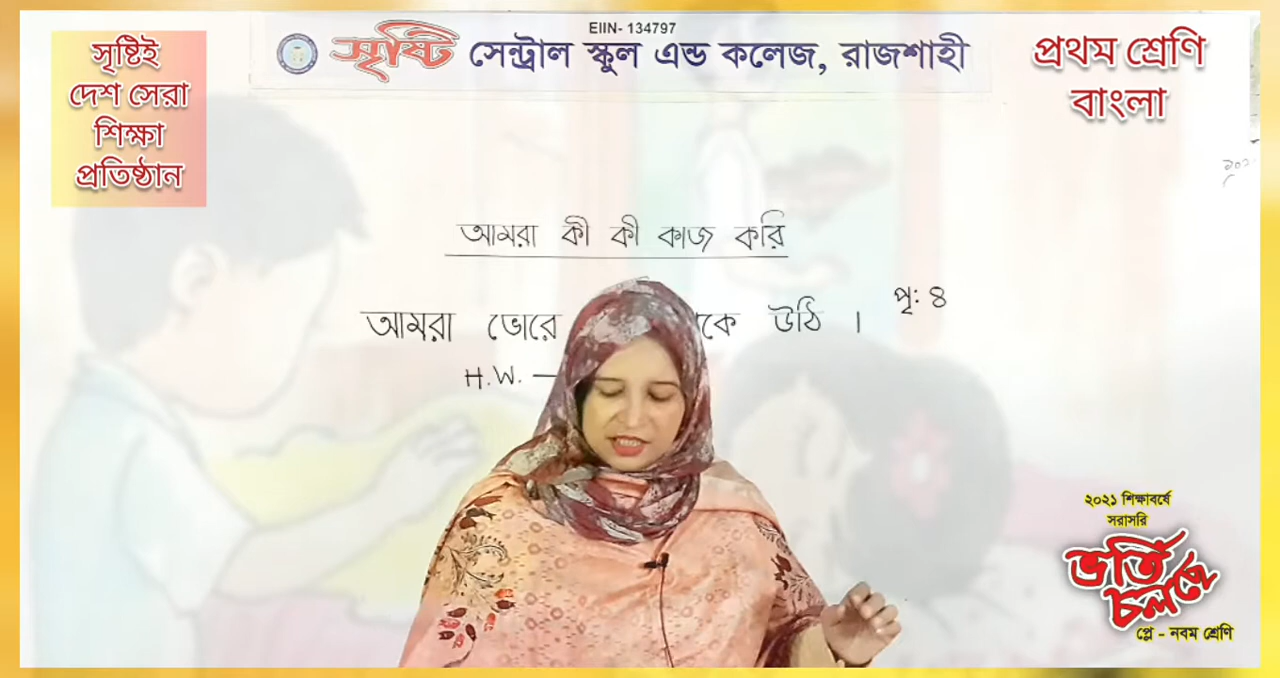 সৃষ্টিই
দেশ সেরা
শিক্ষা
প্রতিষ্ঠান
EIIN- 134797
সৃষ্টি সেন্ট্রাল স্কুল এন্ড কলেজ, রাজশাহী
প্রথম শ্রেণি
বাংলা
আমরা কী কী কাজ করি
আমরা ভোরে কে উঠি ।
পৃ: ৪
H.W. —
২০২১ শিক্ষাবর্ষে
সরাসরি
ভর্তি
চলছে
প্লে - নবম শ্রেণি